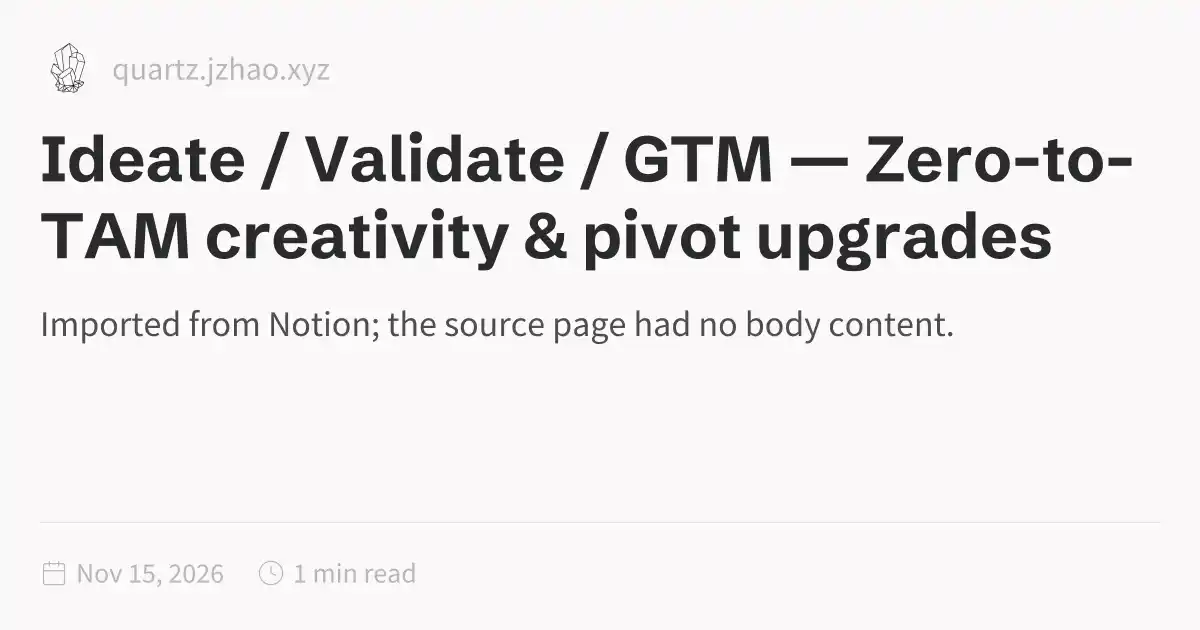 quartz.jzhao.xyz
Ideate / Validate / GTM — Zero-to-
TAM creativity & pivot upgrades
Imported from Notion; the source page had no body content.
Nov 15, 2026 1 min read